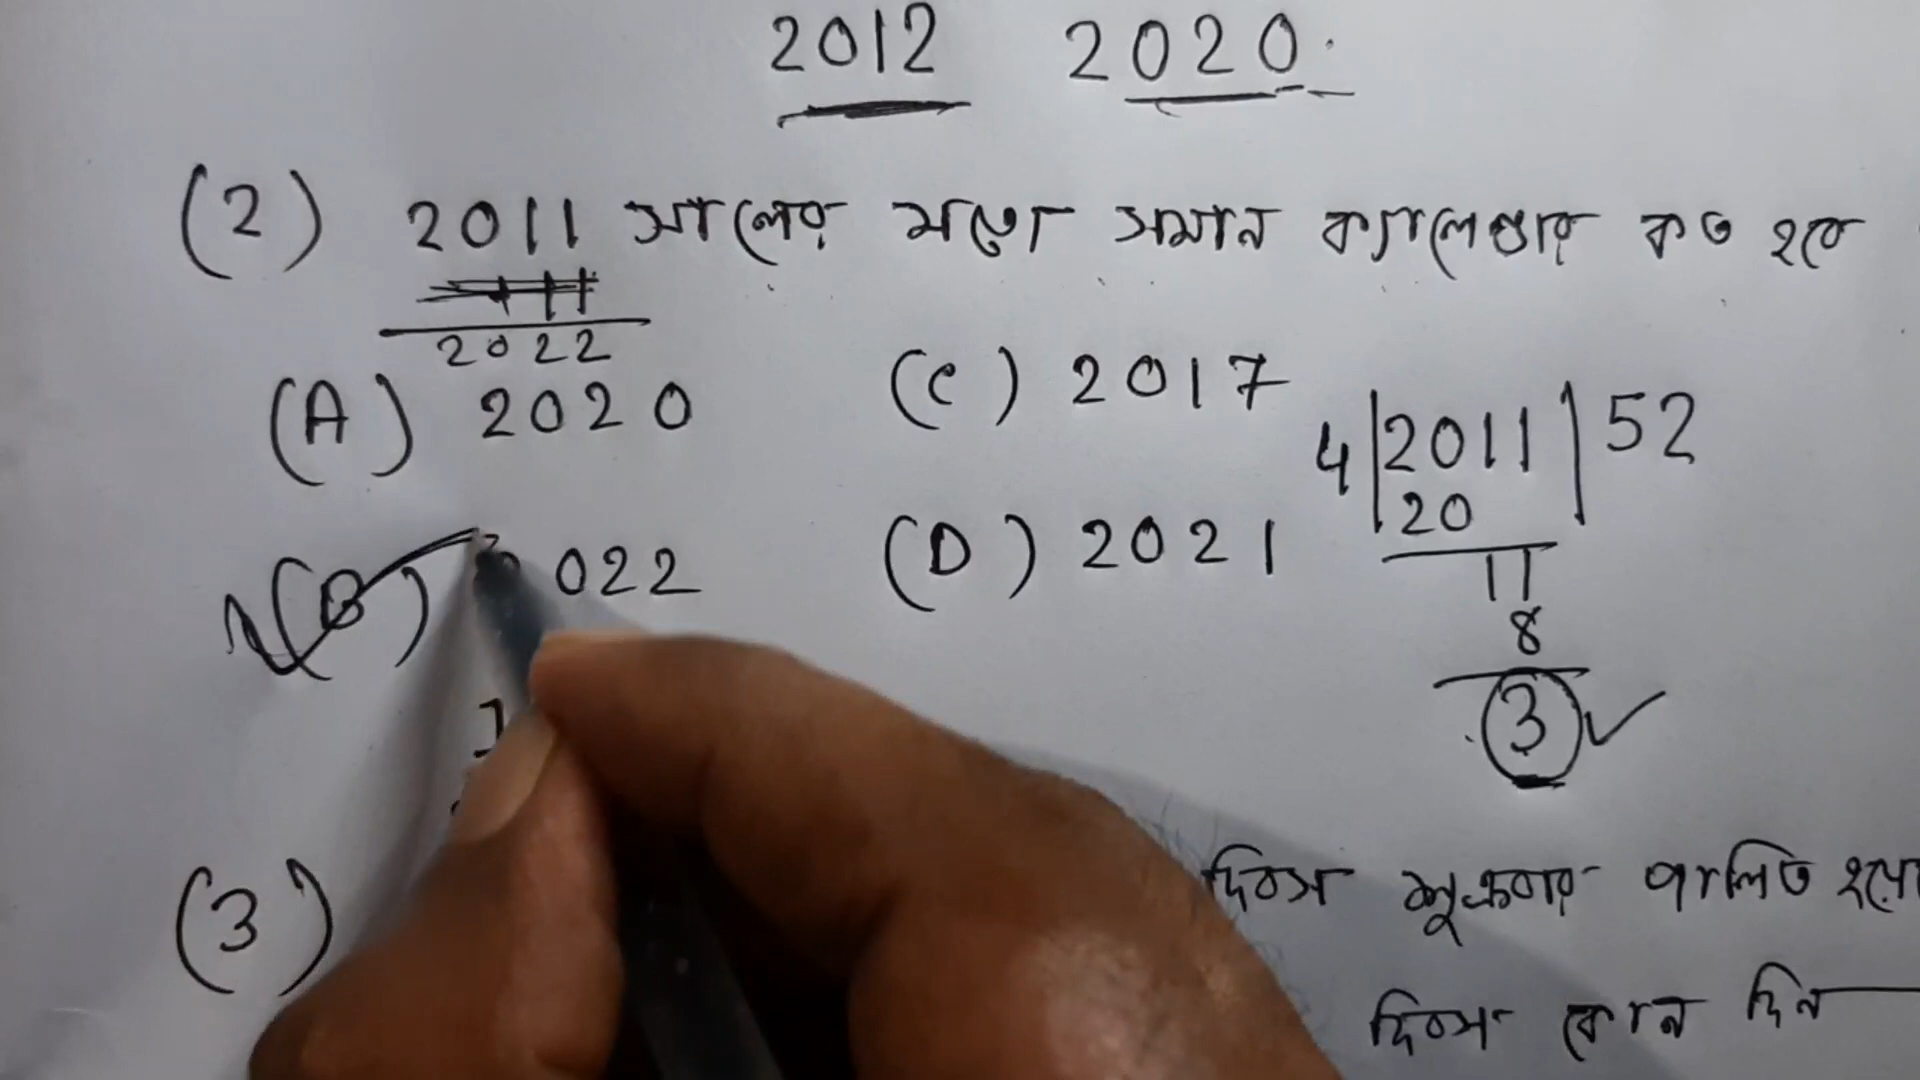 2012 2020.
(2) 2011 সালের মতো সমান ক্যালেন্ডার কত হবে
+11
2022
(A) 2020
(C) 2017
(B) 2022
(D) 2021
4 | 2011 | 52
20
11
8
3
(3) দিবস শুক্রবার পালিত
দিবস কোন দিন